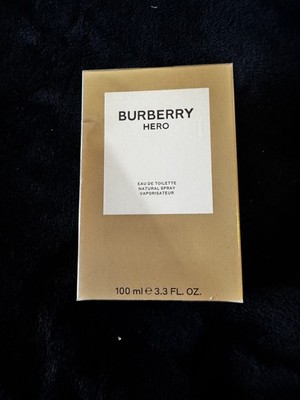 BURBERRY
HERO
EAU DE TOILETTE
NATURAL SPRAY
VAPORISATEUR
100 ml ℮ 3.3 FL. OZ.